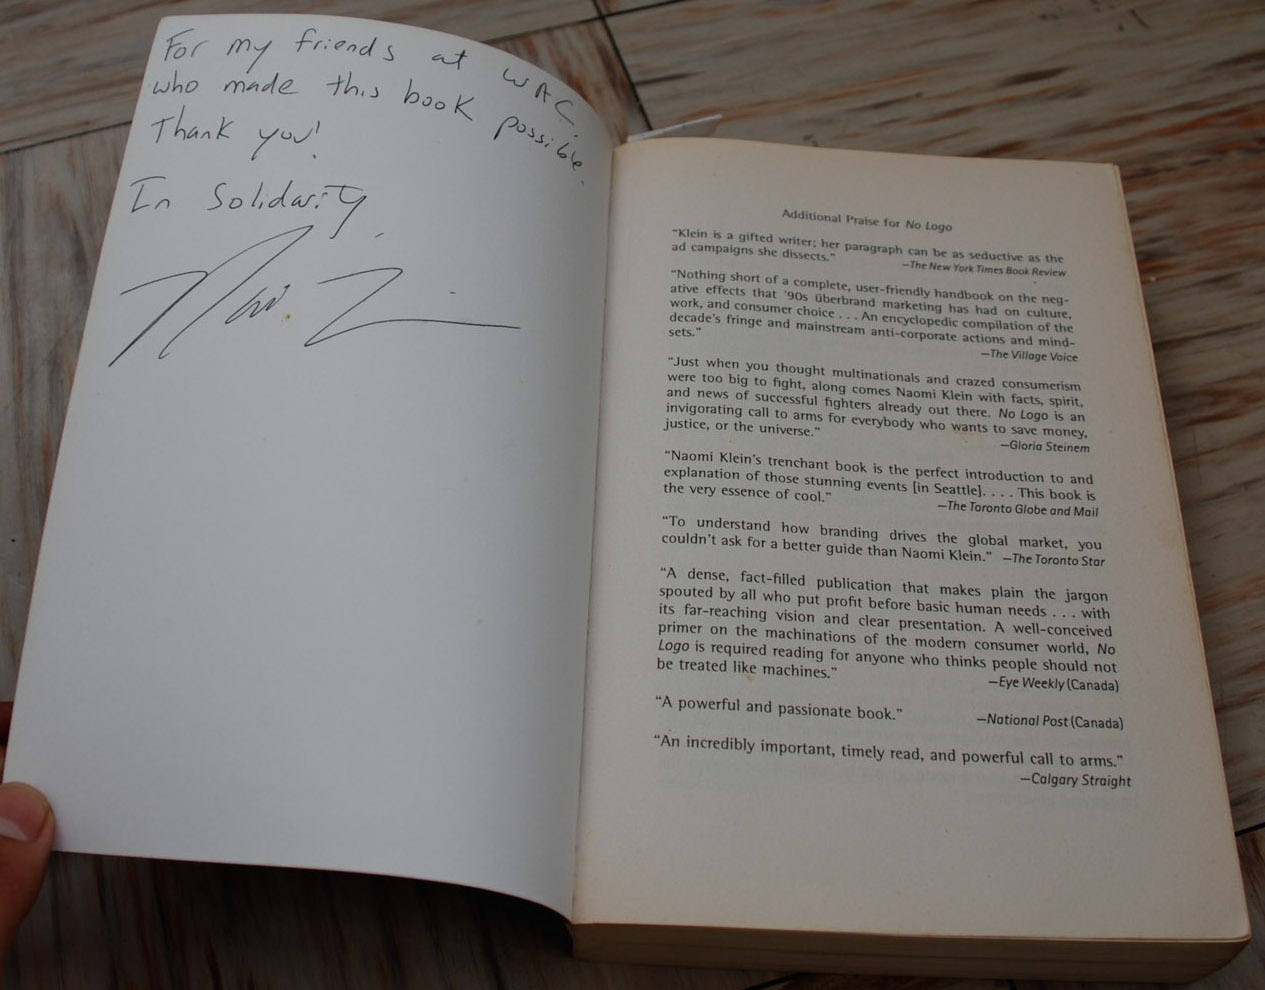 For my friends at WAC.
who made this book possible.
Thank you!
In Solidarity,
Additional Praise for No Logo
“Klein is a gifted writer; her paragraph can be as seductive as the
ad campaigns she dissects.” —The New York Times Book Review
“Nothing short of a complete, user-friendly handbook on the neg-
ative effects that ’90s überbrand marketing has had on culture,
work, and consumer choice . . . An encyclopedic compilation of the
decade’s fringe and mainstream anti-corporate actions and mind-
sets.”
—The Village Voice
“Just when you thought multinationals and crazed consumerism
were too big to fight, along comes Naomi Klein with facts, spirit,
and news of successful fighters already out there. No Logo is an
invigorating call to arms for everybody who wants to save money,
justice, or the universe.”
—Gloria Steinem
“Naomi Klein’s trenchant book is the perfect introduction to and
explanation of those stunning events [in Seattle]. . . . This book is
the very essence of cool.”
—The Toronto Globe and Mail
“To understand how branding drives the global market, you
couldn’t ask for a better guide than Naomi Klein.” —The Toronto Star
“A dense, fact-filled publication that makes plain the jargon
spouted by all who put profit before basic human needs . . . with
its far-reaching vision and clear presentation. A well-conceived
primer on the machinations of the modern consumer world, No
Logo is required reading for anyone who thinks people should not
be treated like machines.”
—Eye Weekly (Canada)
“A powerful and passionate book.” —National Post (Canada)
“An incredibly important, timely read, and powerful call to arms.”
—Calgary Straight